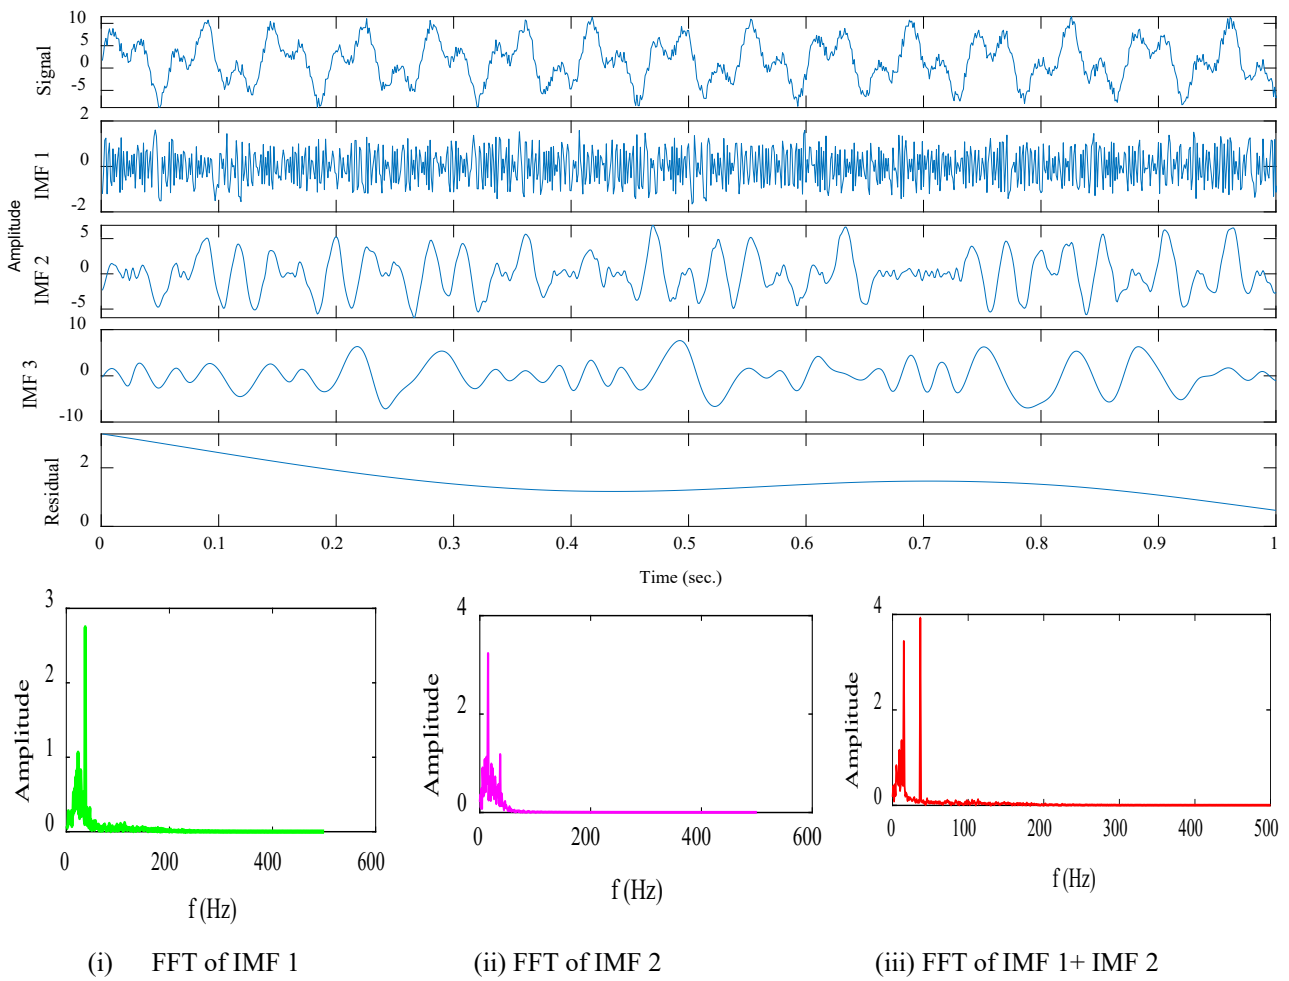 10
5
0
-5
Signal
2
0
-2
IMF 1
Amplitude
5
0
-5
IMF 2
10
0
-10
IMF 3
2
0
Residual
0 0.1 0.2 0.3 0.4 0.5 0.6 0.7 0.8 0.9 1
Time (sec.)
3
2
1
0
Amplitude
0 200 400 600
f (Hz)
4
2
0
Amplitude
0 200 400 600
f (Hz)
4
2
0
Amplitude
0 100 200 300 400 500
f (Hz)
(i) FFT of IMF 1
(ii) FFT of IMF 2
(iii) FFT of IMF 1+ IMF 2